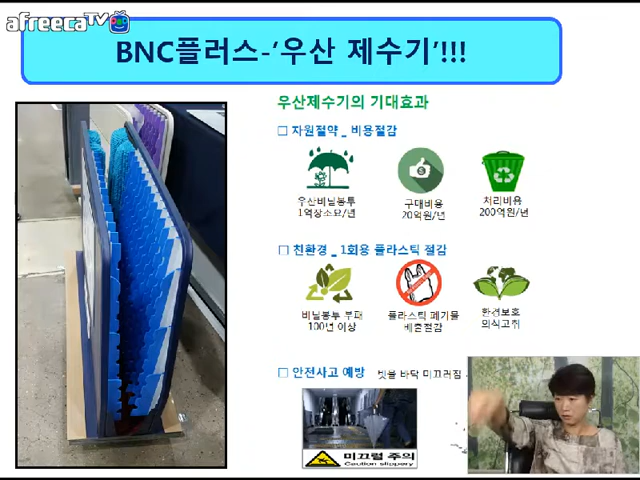 afreecaTV
BNC플러스-‘우산 제수기’!!!
우산제수기의 기대효과
□ 자원절약 _ 비용절감
우산비닐봉투
1억장소요/년
구매비용
20억원/년
처리비용
200억원/년
□ 친환경 _ 1회용 플라스틱 절감
비닐봉투 부패
100년 이상
플라스틱 폐기물
배출절감
환경보호
의식고취
□ 안전사고 예방 빗물 바닥 미끄러짐
미끄럼 주의
Caution slippery